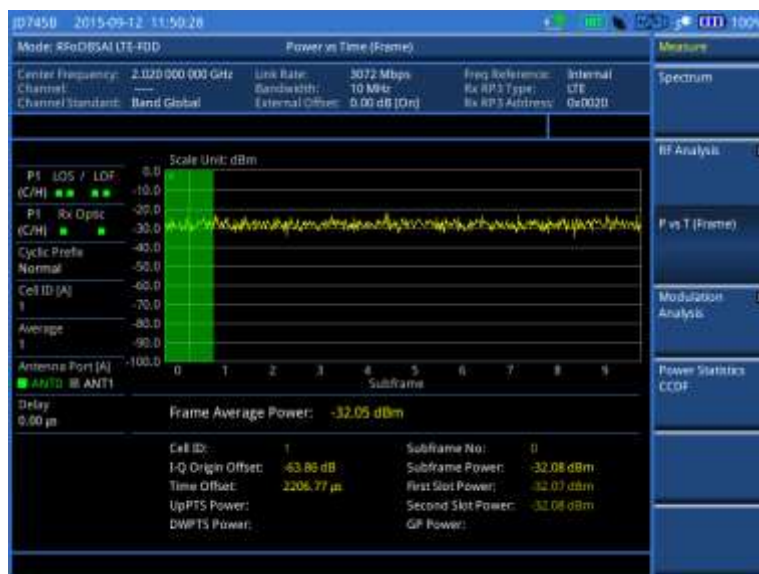 JD745B 2015-09-12 11:50:28
INT
100%
Mode: RFoOBSAI LTE-FDD Power vs Time (Frame)
Center Frequency: 2.020 000 000 GHz
Channel: ----
Channel Standard: Band Global
Link Rate: 3072 Mbps
Bandwidth: 10 MHz
External Offset: 0.00 dB [On]
Freq Reference: Internal
Rx RP3 Type: LTE
Rx RP3 Address: 0x0020
P1 LOS / LOF
(C/H)
P1 Rx Optic
(C/H)
Cyclic Prefix
Normal
Cell ID [A]
1
Average
1
Antenna Port [A]
ANT0 ANT1
Delay
0.00 µs
Scale Unit: dBm
0.0
-10.0
-20.0
-30.0
-40.0
-50.0
-60.0
-70.0
-80.0
-90.0
-100.0
0 1 2 3 4 5 6 7 8 9
Subframe
Frame Average Power: -32.05 dBm
Cell ID: 1
I-Q Origin Offset: -63.86 dB
Time Offset: 2206.77 µs
UpPTS Power:
DWPTS Power:
Subframe No: 0
Subframe Power: -32.08 dBm
First Slot Power: -32.07 dBm
Second Slot Power: -32.08 dBm
GP Power:
Measure
Spectrum
RF Analysis
P vs T (Frame)
Modulation
Analysis
Power Statistics
CCDF